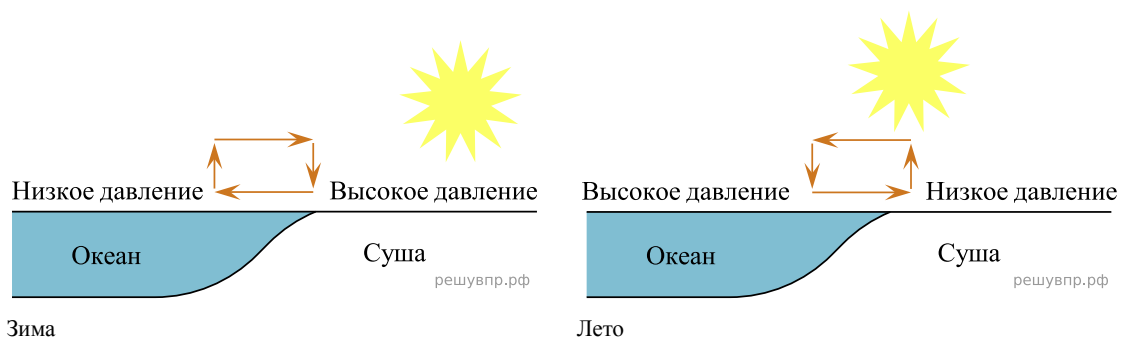 Низкое давление
Высокое давление
Океан
Суша
решувпр.рф
Зима
Высокое давление
Низкое давление
Океан
Суша
решувпр.рф
Лето